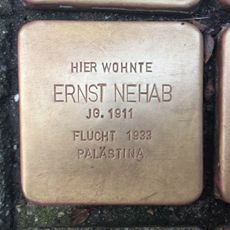 HIER WOHNTE
ERNST NEHAB
JG. 1911
FLUCHT 1933
PALÄSTINA